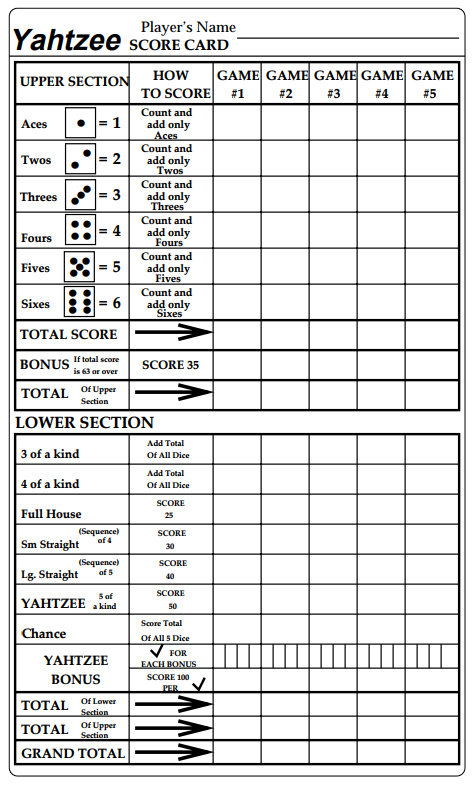 Player's Name
Yahtzee SCORE CARD
UPPER SECTION HOW TO SCORE GAME #1 GAME #2 GAME #3 GAME #4 GAME #5
Aces = 1 Count and add only Aces
Twos = 2 Count and add only Twos
Threes = 3 Count and add only Threes
Fours = 4 Count and add only Fours
Fives = 5 Count and add only Fives
Sixes = 6 Count and add only Sixes
TOTAL SCORE
BONUS If total score is 63 or over SCORE 35
TOTAL Of Upper Section
LOWER SECTION
3 of a kind Add Total Of All Dice
4 of a kind Add Total Of All Dice
Full House SCORE 25
Sm Straight (Sequence) of 4 SCORE 30
Lg. Straight (Sequence) of 5 SCORE 40
YAHTZEE 5 of a kind SCORE 50
Chance Score Total Of All 5 Dice
YAHTZEE BONUS ✓ FOR EACH BONUS
SCORE 100 PER ✓
TOTAL Of Lower Section
TOTAL Of Upper Section
GRAND TOTAL